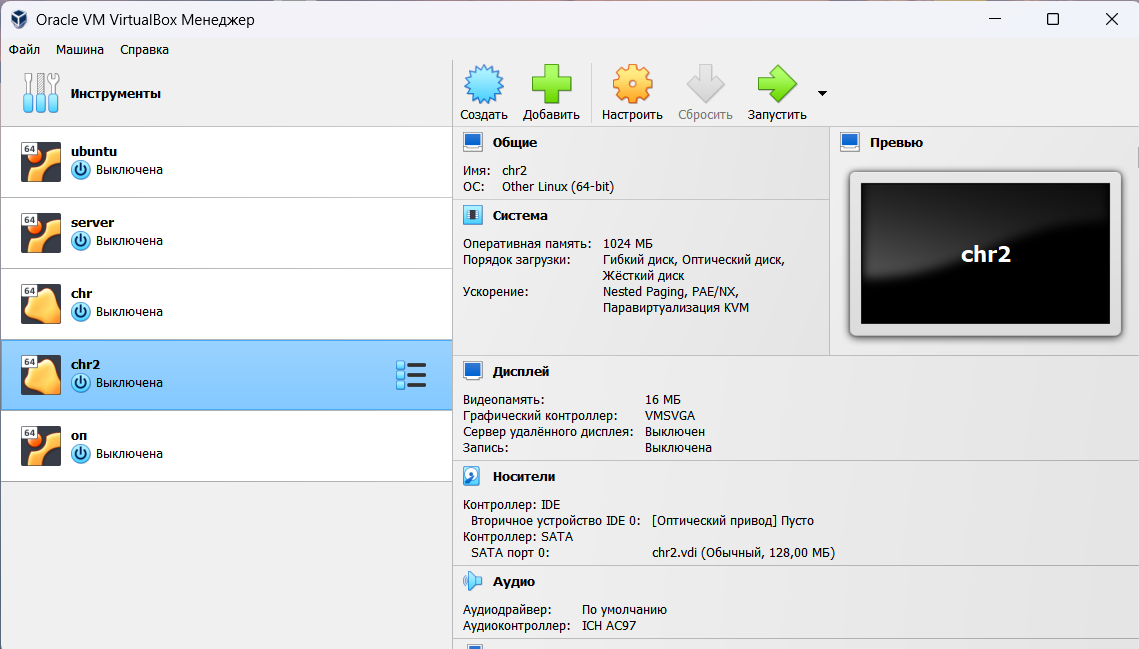 Oracle VM VirtualBox Менеджер
Файл Машина Справка
Инструменты
Создать Добавить Настроить Сбросить Запустить
64
ubuntu
Выключена
64
server
Выключена
64
chr
Выключена
64
chr2
Выключена
64
on
Выключена
Общие
Имя: chr2
ОС: Other Linux (64-bit)
Система
Оперативная память: 1024 МБ
Порядок загрузки: Гибкий диск, Оптический диск,
Жёсткий диск
Ускорение: Nested Paging, PAE/NX,
Паравиртуализация KVM
Превью
chr2
Дисплей
Видеопамять: 16 МБ
Графический контроллер: VMSVGA
Сервер удалённого дисплея: Выключен
Запись: Выключена
Носители
Контроллер: IDE
Вторичное устройство IDE 0: [Оптический привод] Пусто
Контроллер: SATA
SATA порт 0: chr2.vdi (Обычный, 128,00 МБ)
Аудио
Аудиодрайвер: По умолчанию
Аудиоконтроллер: ICH AC97